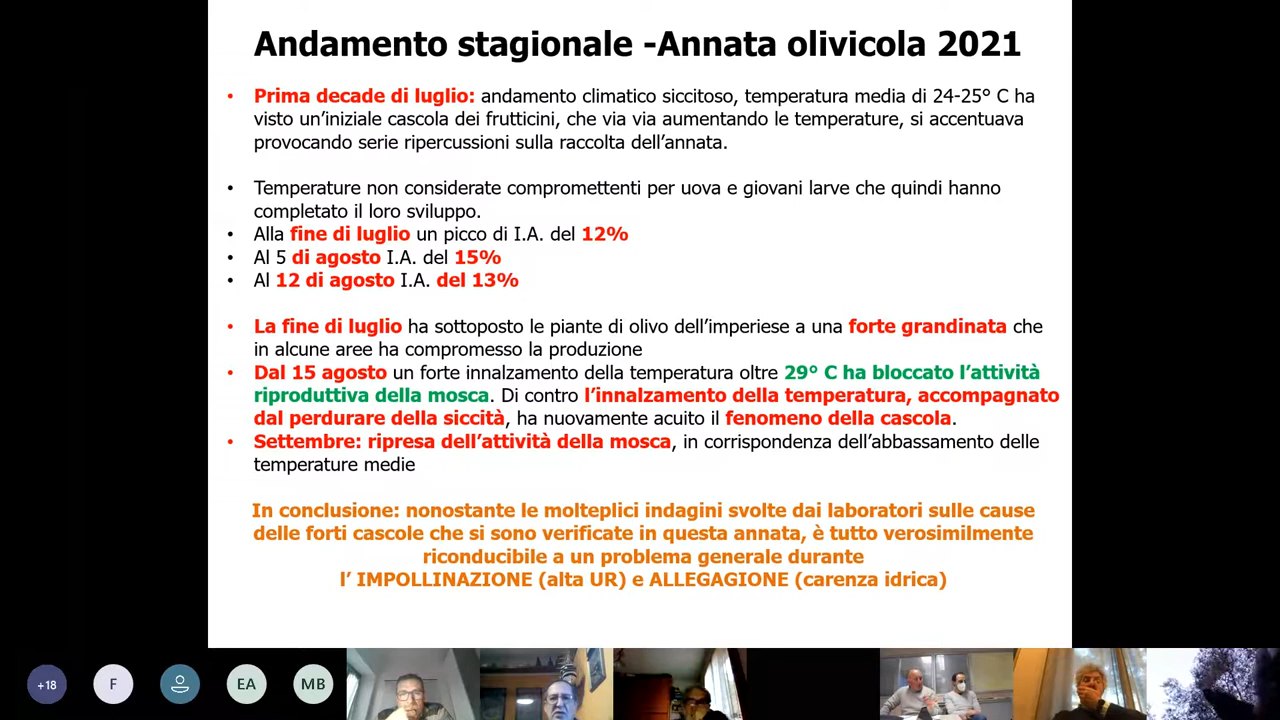 Andamento stagionale -Annata olivicola 2021
• Prima decade di luglio: andamento climatico siccitoso, temperatura media di 24-25° C ha
visto un'iniziale cascola dei frutticini, che via via aumentando le temperature, si accentuava
provocando serie ripercussioni sulla raccolta dell'annata.
• Temperature non considerate compromettenti per uova e giovani larve che quindi hanno
completato il loro sviluppo.
• Alla fine di luglio un picco di I.A. del 12%
• Al 5 di agosto I.A. del 15%
• Al 12 di agosto I.A. del 13%
• La fine di luglio ha sottoposto le piante di olivo dell'imperiese a una forte grandinata che
in alcune aree ha compromesso la produzione
• Dal 15 agosto un forte innalzamento della temperatura oltre 29° C ha bloccato l'attività
riproduttiva della mosca. Di contro l'innalzamento della temperatura, accompagnato
dal perdurare della siccità, ha nuovamente acuito il fenomeno della cascola.
• Settembre: ripresa dell'attività della mosca, in corrispondenza dell'abbassamento delle
temperature medie
In conclusione: nonostante le molteplici indagini svolte dai laboratori sulle cause
delle forti cascole che si sono verificate in questa annata, è tutto verosimilmente
riconducibile a un problema generale durante
l' IMPOLLINAZIONE (alta UR) e ALLEGAGIONE (carenza idrica)
+18 F EA MB